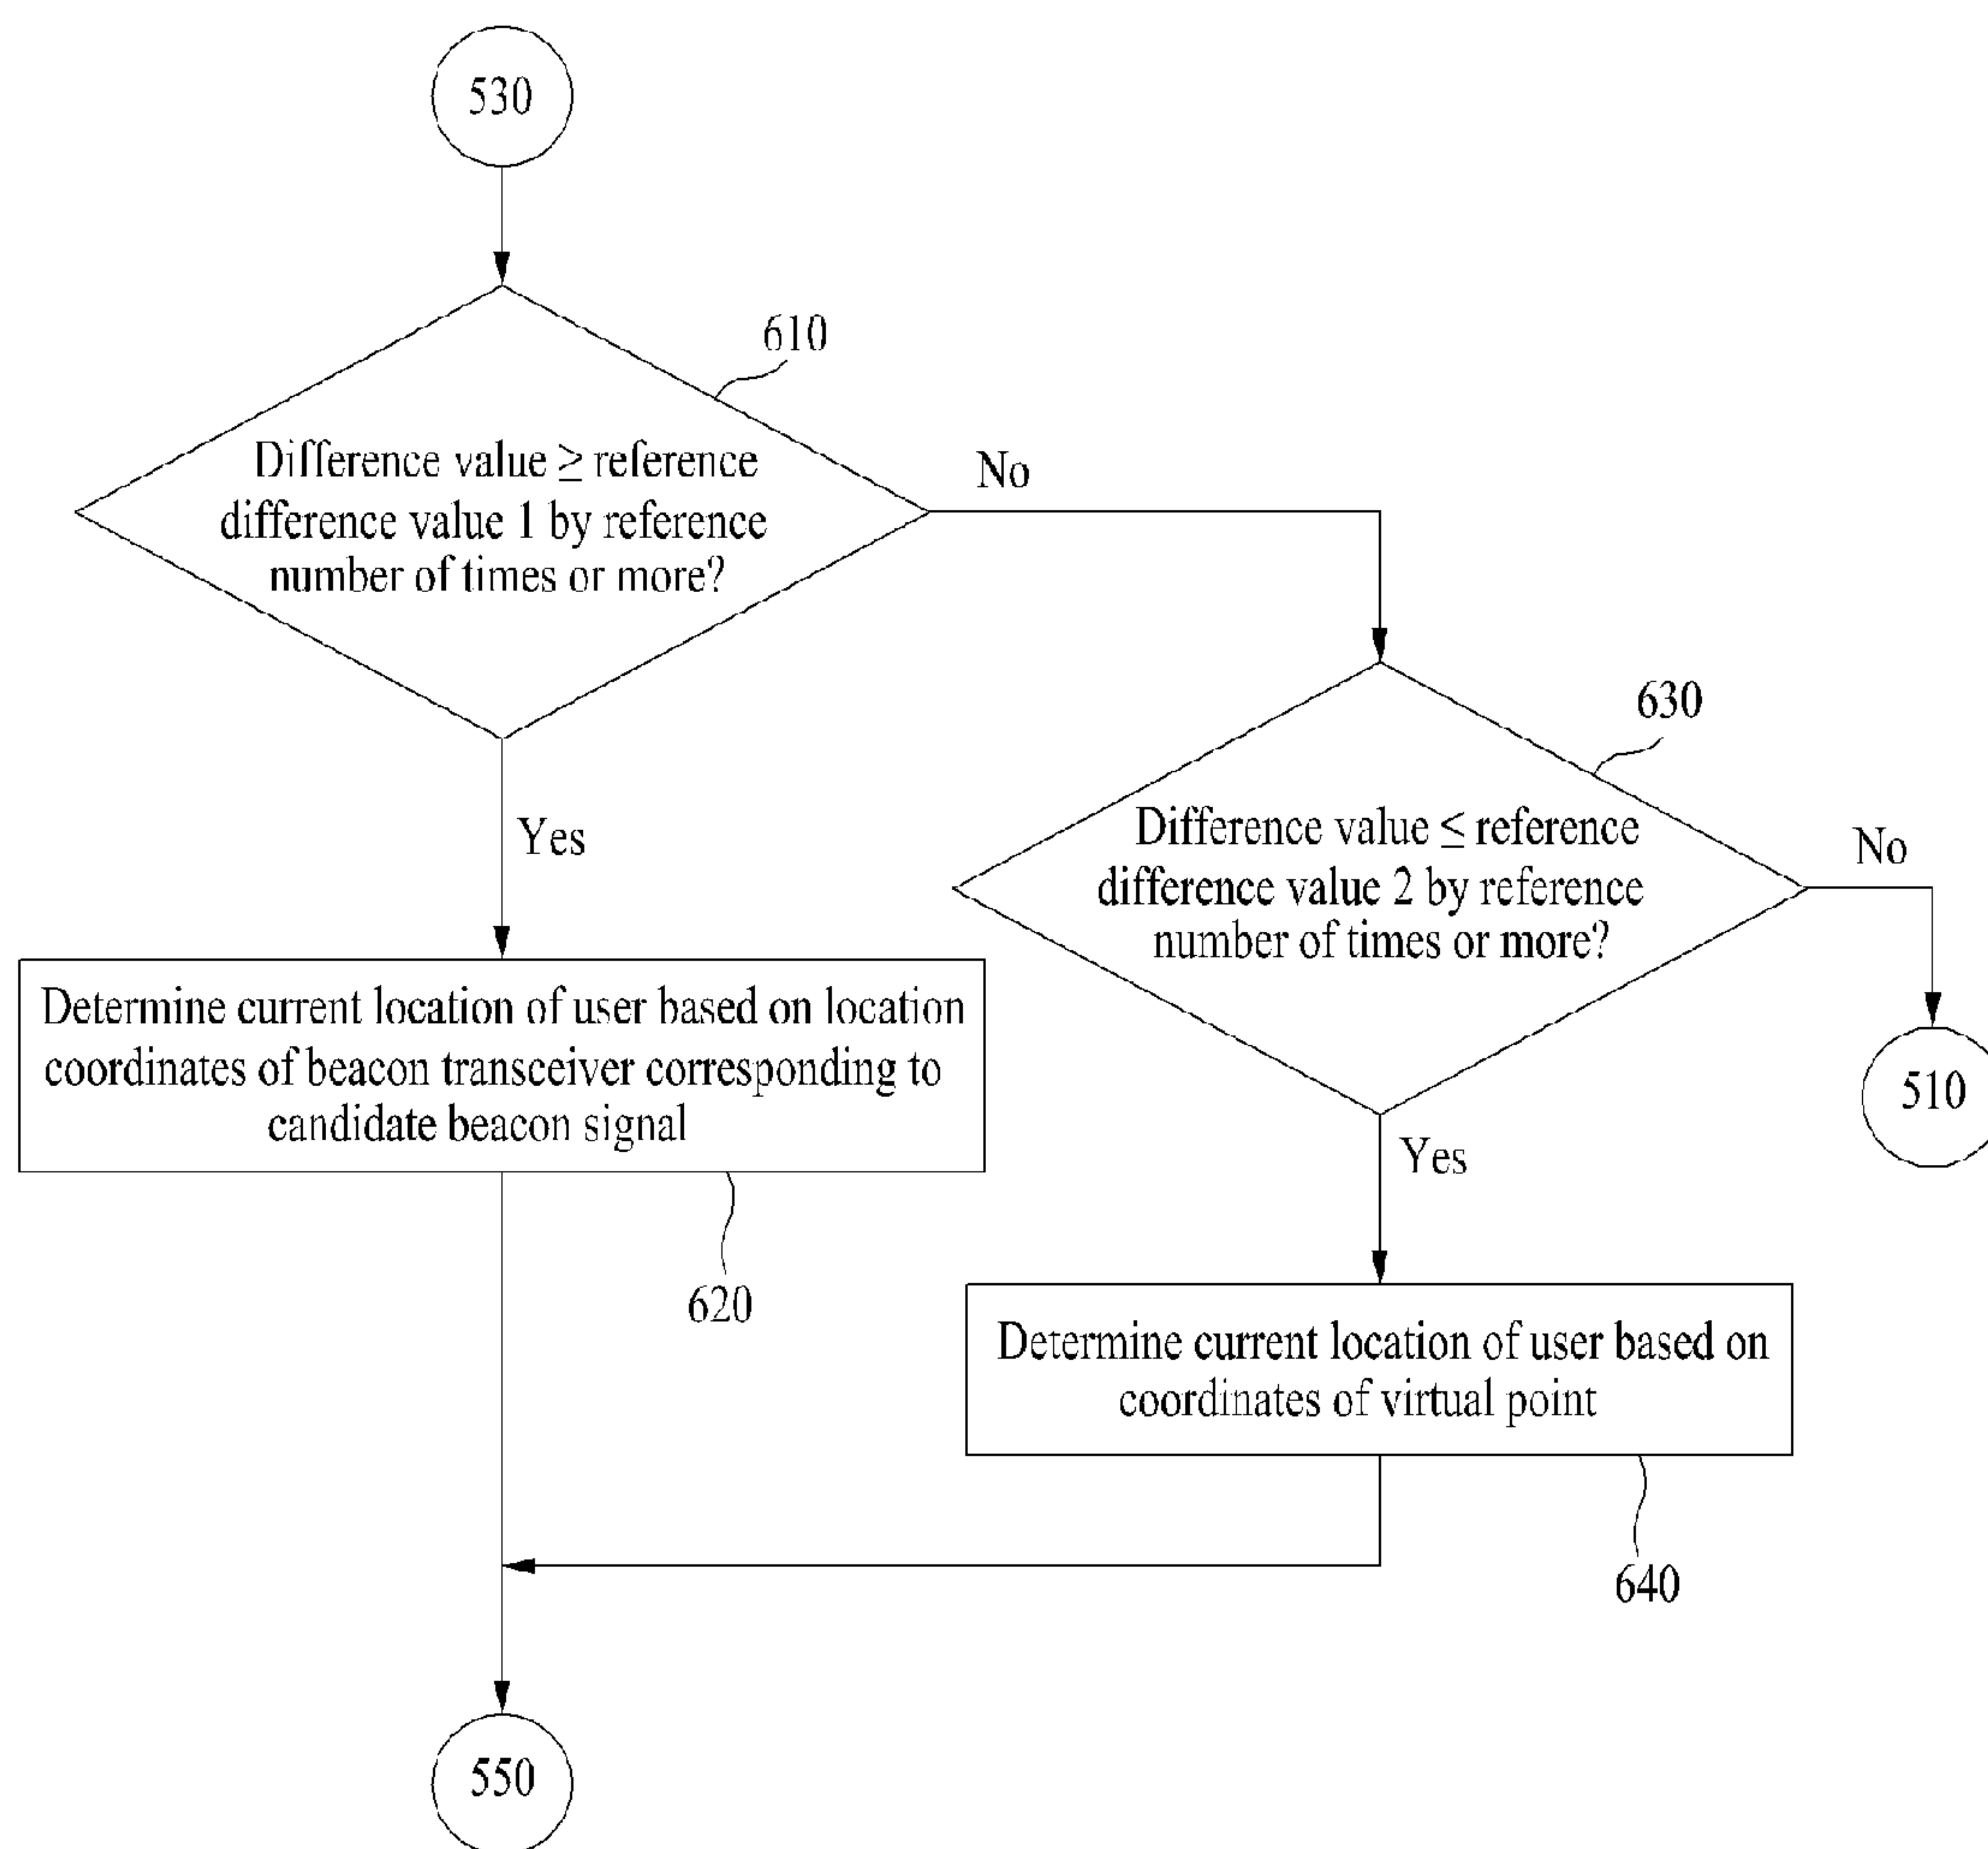 530
610
Difference value ≥ reference
difference value 1 by reference
number of times or more?
No
630
Difference value ≤ reference
difference value 2 by reference
number of times or more?
No
Yes
Determine current location of user based on location
coordinates of beacon transceiver corresponding to
candidate beacon signal
510
Yes
620
Determine current location of user based on
coordinates of virtual point
640
550